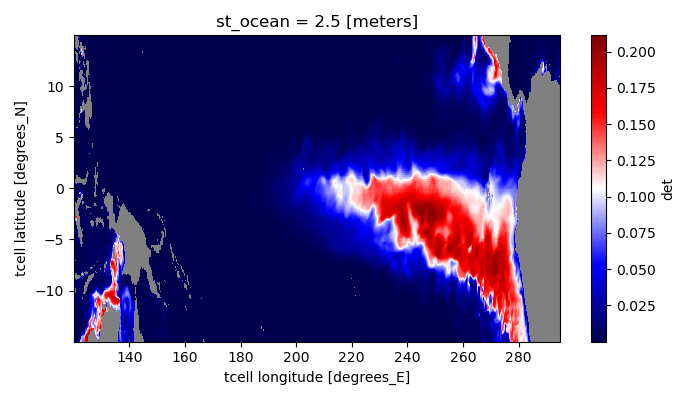 st_ocean = 2.5 [meters]
10
5
0
−5
−10
tcell latitude [degrees_N]
140 160 180 200 220 240 260 280
tcell longitude [degrees_E]
0.200
0.175
0.150
0.125
0.100
0.075
0.050
0.025
det